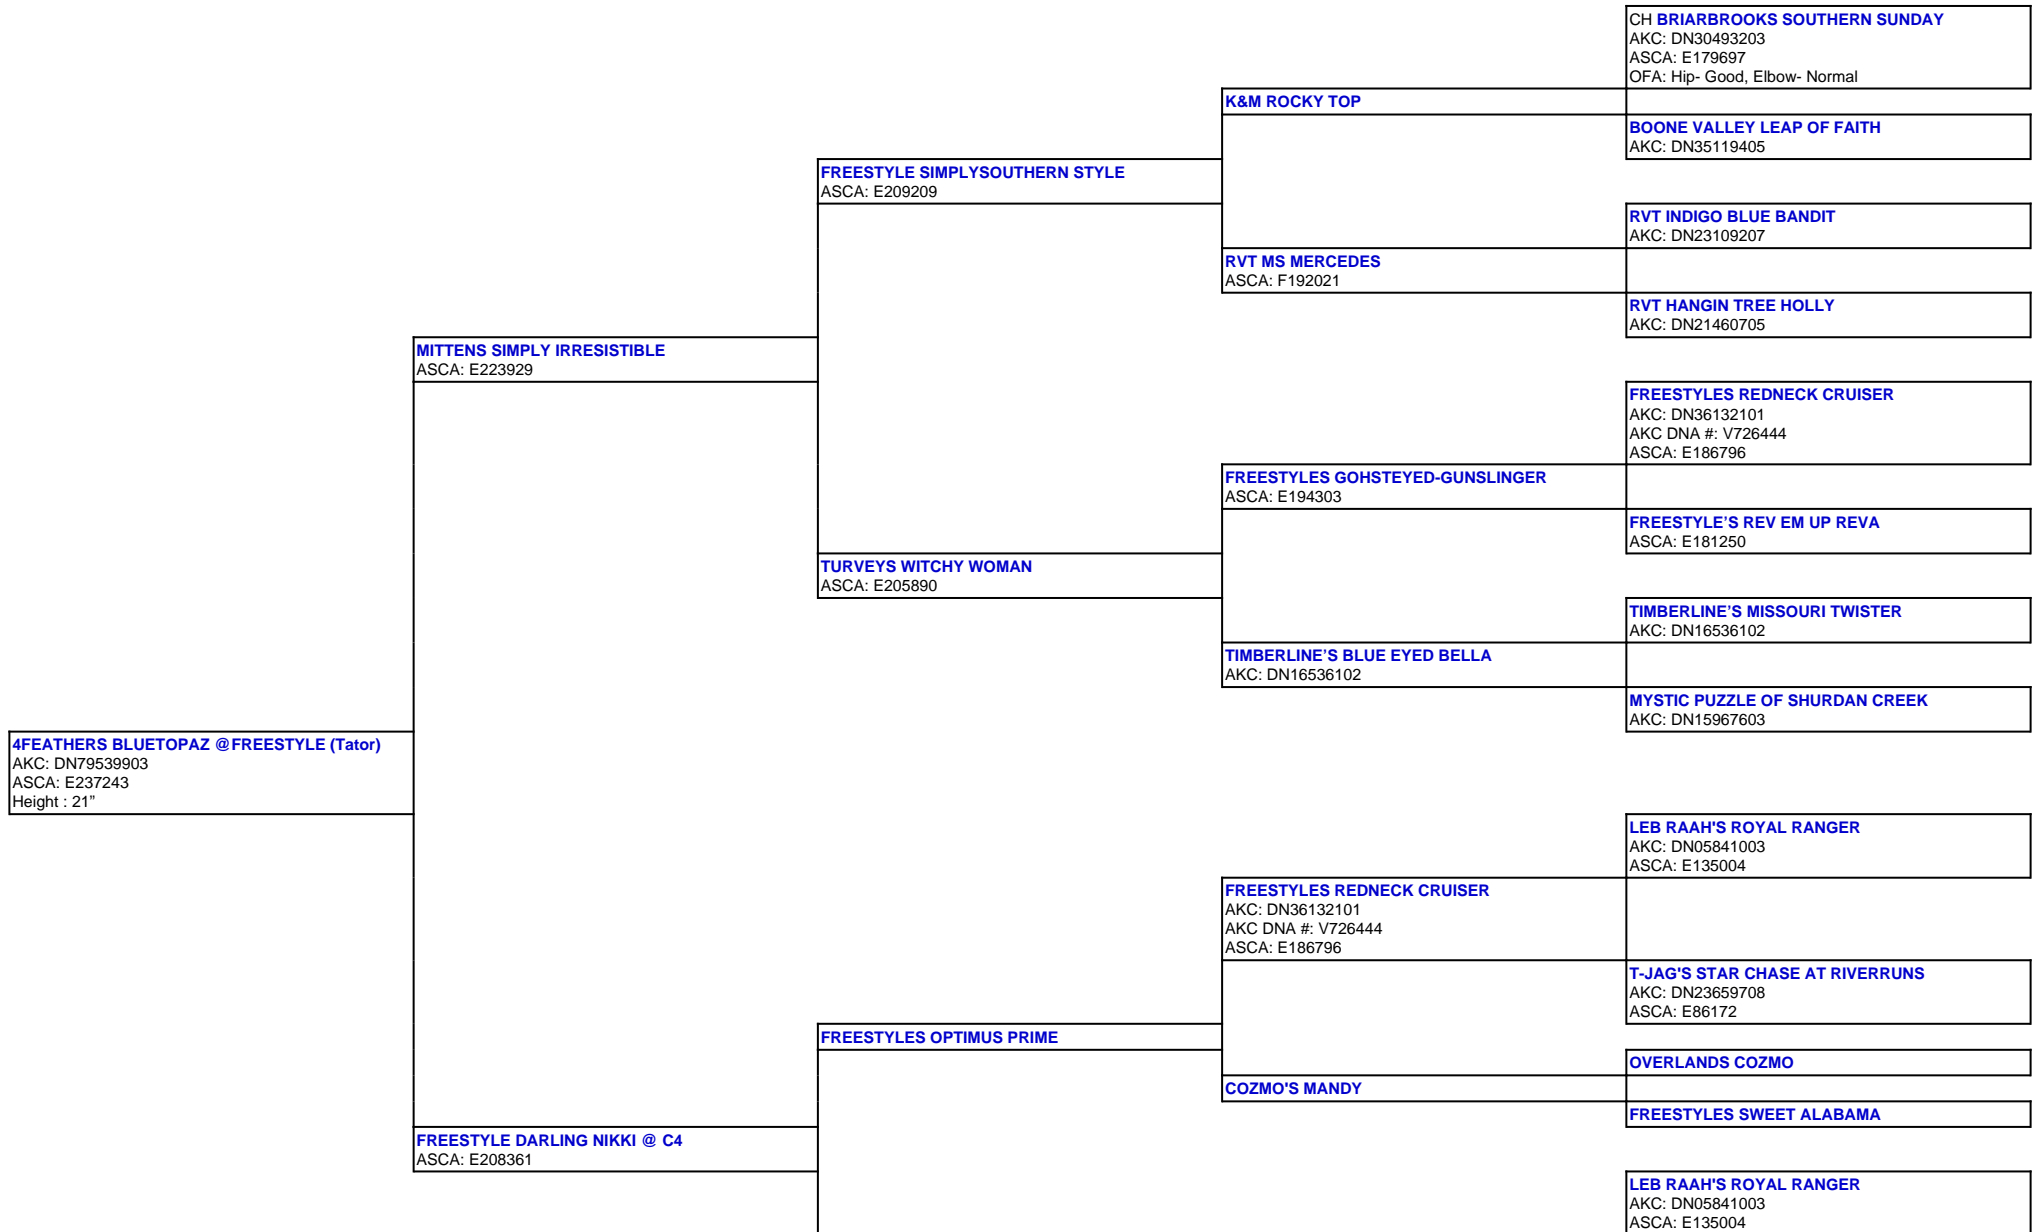 CH BRIARBROOKS SOUTHERN SUNDAY
AKC: DN30493203
ASCA: E179697
OFA: Hip- Good, Elbow- Normal
K&M ROCKY TOP
BOONE VALLEY LEAP OF FAITH
AKC: DN35119405
FREESTYLE SIMPLYSOUTHERN STYLE
ASCA: E209209
RVT INDIGO BLUE BANDIT
AKC: DN23109207
RVT MS MERCEDES
ASCA: F192021
RVT HANGIN TREE HOLLY
AKC: DN21460705
MITTENS SIMPLY IRRESISTIBLE
ASCA: E223929
FREESTYLES REDNECK CRUISER
AKC: DN36132101
AKC DNA #: V726444
ASCA: E186796
FREESTYLES GOHSTEYED-GUNSLINGER
ASCA: E194303
FREESTYLE’S REV EM UP REVA
ASCA: E181250
TURVEYS WITCHY WOMAN
ASCA: E205890
TIMBERLINE’S MISSOURI TWISTER
AKC: DN16536102
TIMBERLINE’S BLUE EYED BELLA
AKC: DN16536102
MYSTIC PUZZLE OF SHURDAN CREEK
AKC: DN15967603
4FEATHERS BLUETOPAZ @FREESTYLE (Tator)
AKC: DN79539903
ASCA: E237243
Height : 21”
LEB RAAH'S ROYAL RANGER
AKC: DN05841003
ASCA: E135004
FREESTYLES REDNECK CRUISER
AKC: DN36132101
AKC DNA #: V726444
ASCA: E186796
T-JAG'S STAR CHASE AT RIVERRUNS
AKC: DN23659708
ASCA: E86172
FREESTYLES OPTIMUS PRIME
OVERLANDS COZMO
COZMO'S MANDY
FREESTYLES SWEET ALABAMA
FREESTYLE DARLING NIKKI @ C4
ASCA: E208361
LEB RAAH'S ROYAL RANGER
AKC: DN05841003
ASCA: E135004